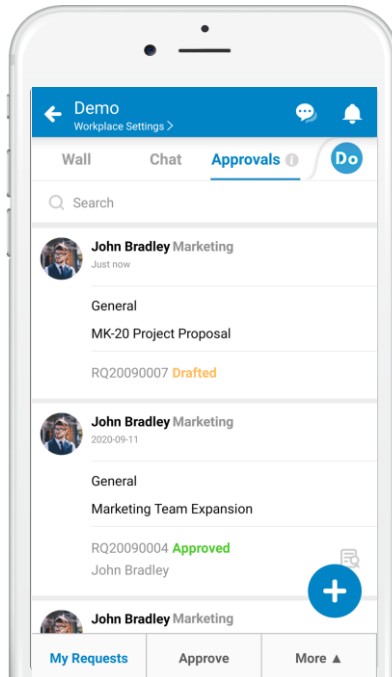 Demo
Workplace Settings >
Wall Chat Approvals i Do
Search
John Bradley Marketing
Just now
General
MK-20 Project Proposal
RQ20090007 Drafted
John Bradley Marketing
2020-09-11
General
Marketing Team Expansion
RQ20090004 Approved
John Bradley
+
John Bradley Marketing
My Requests Approve More ▲